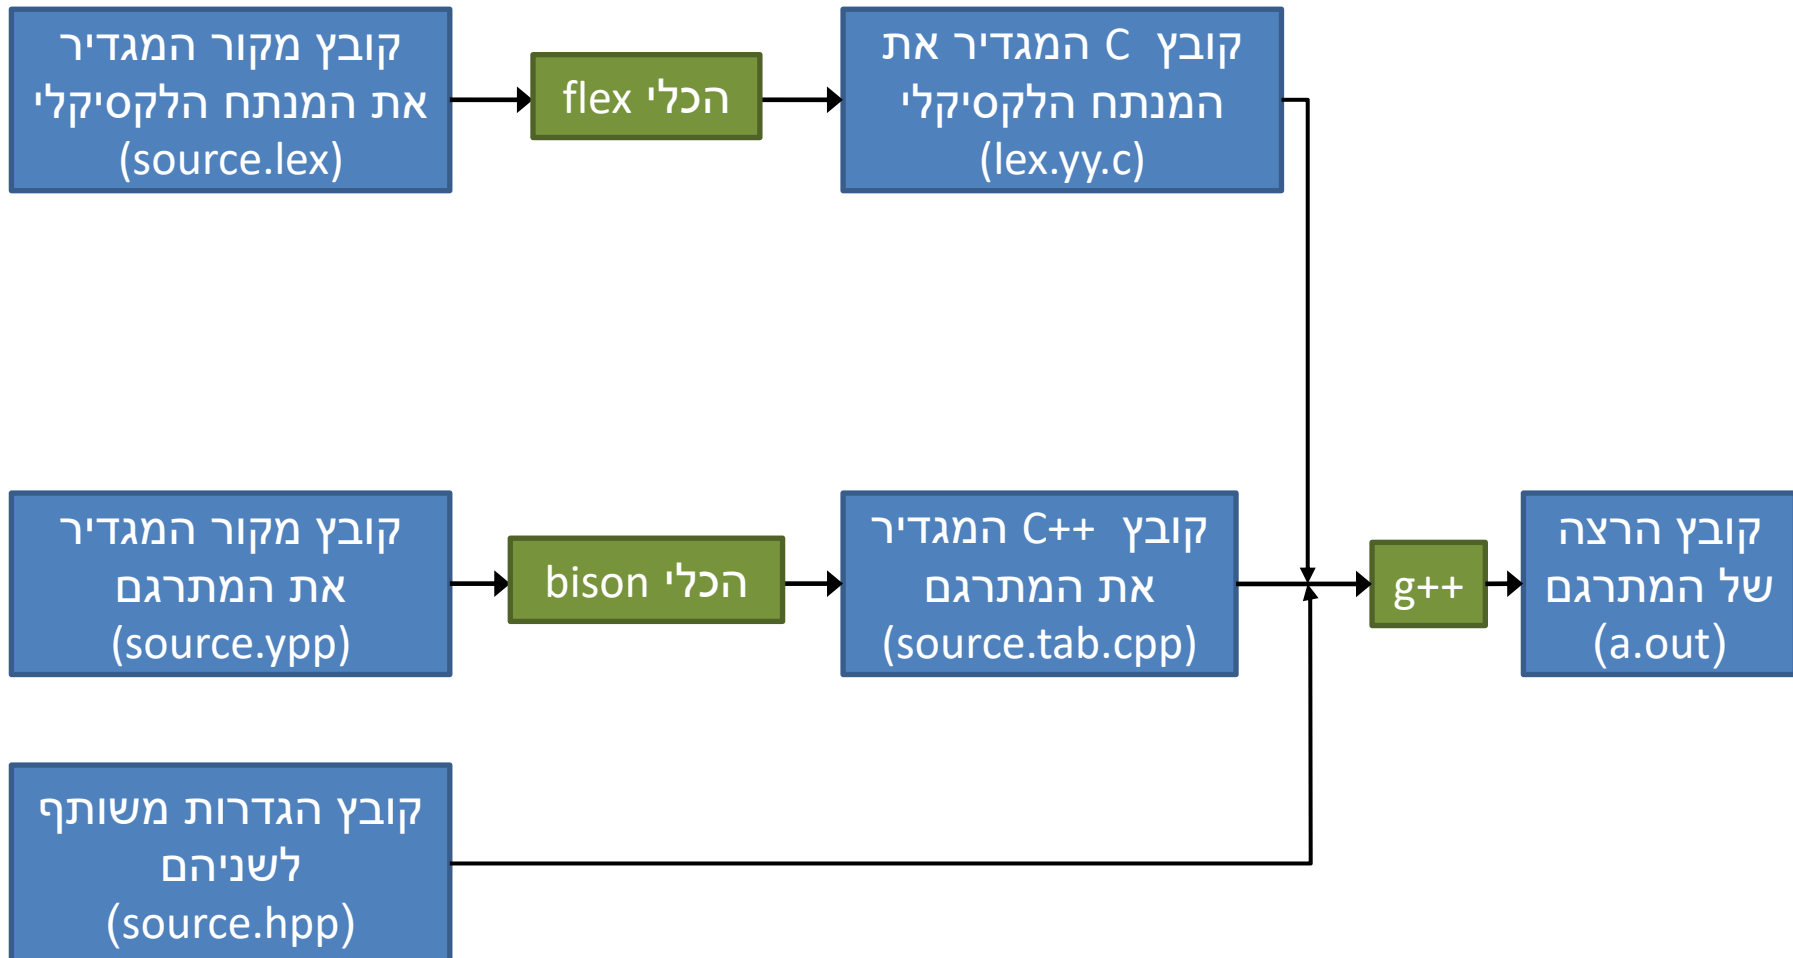 קובץ מקור המגדיר
את המנתח הלקסיקלי
(source.lex)
הכלי flex
קובץ C המגדיר את
המנתח הלקסיקלי
(lex.yy.c)
קובץ מקור המגדיר
את המתרגם
(source.ypp)
הכלי bison
קובץ C++ המגדיר
את המתרגם
(source.tab.cpp)
g++
קובץ הרצה
של המתרגם
(a.out)
קובץ הגדרות משותף
לשניהם
(source.hpp)